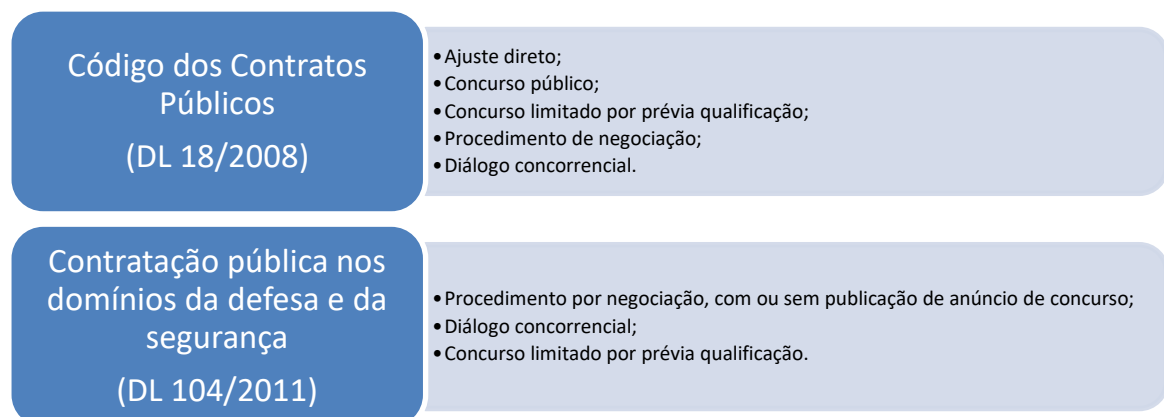 Código dos Contratos
Públicos
(DL 18/2008)
•Ajuste direto;
•Concurso público;
•Concurso limitado por prévia qualificação;
•Procedimento de negociação;
•Diálogo concorrencial.
Contratação pública nos
domínios da defesa e da
segurança
(DL 104/2011)
•Procedimento por negociação, com ou sem publicação de anúncio de concurso;
•Diálogo concorrencial;
•Concurso limitado por prévia qualificação.